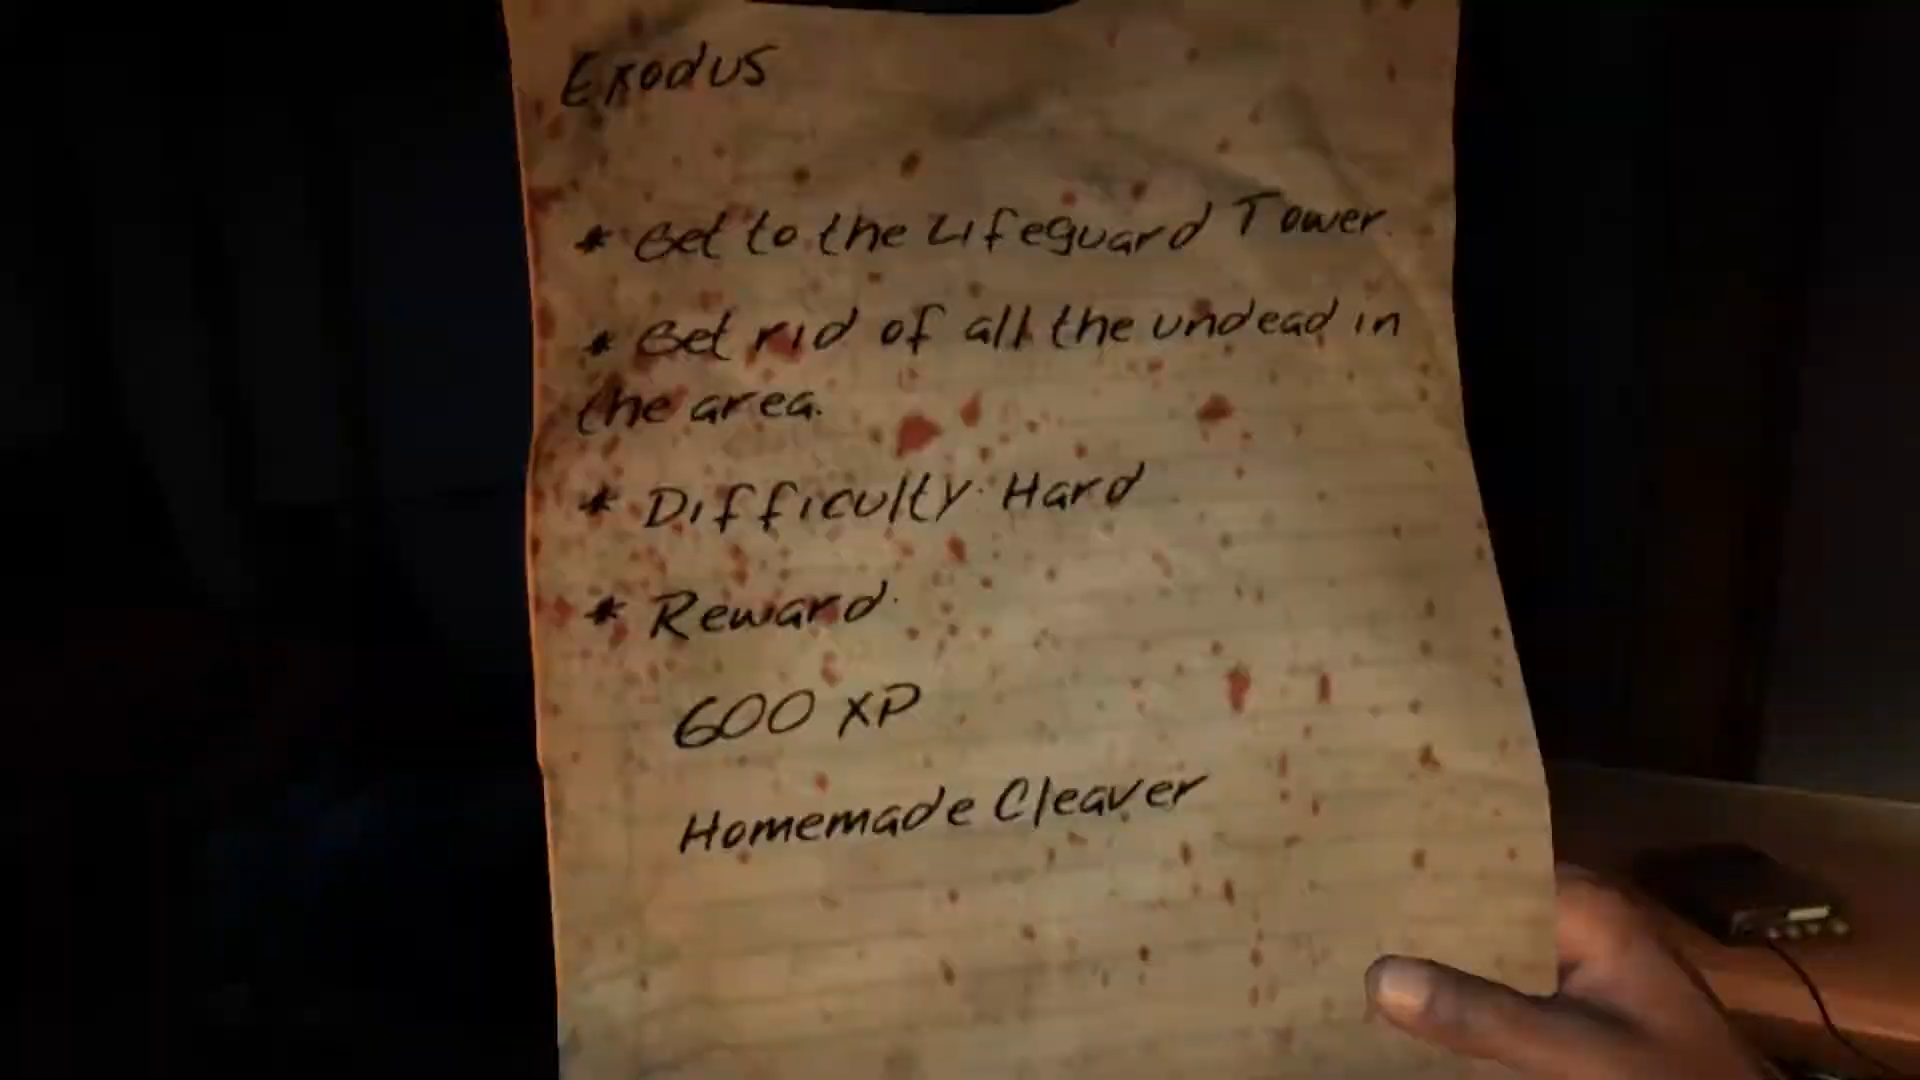 Exodus
* Get to the Lifeguard Tower.
* Get rid of all the undead in
the area.
* Difficulty: Hard
* Reward:
600 XP
Homemade Cleaver